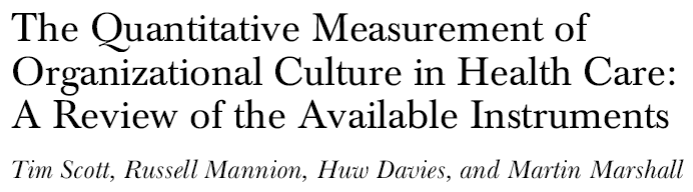 The Quantitative Measurement of
Organizational Culture in Health Care:
A Review of the Available Instruments
Tim Scott, Russell Mannion, Huw Davies, and Martin Marshall